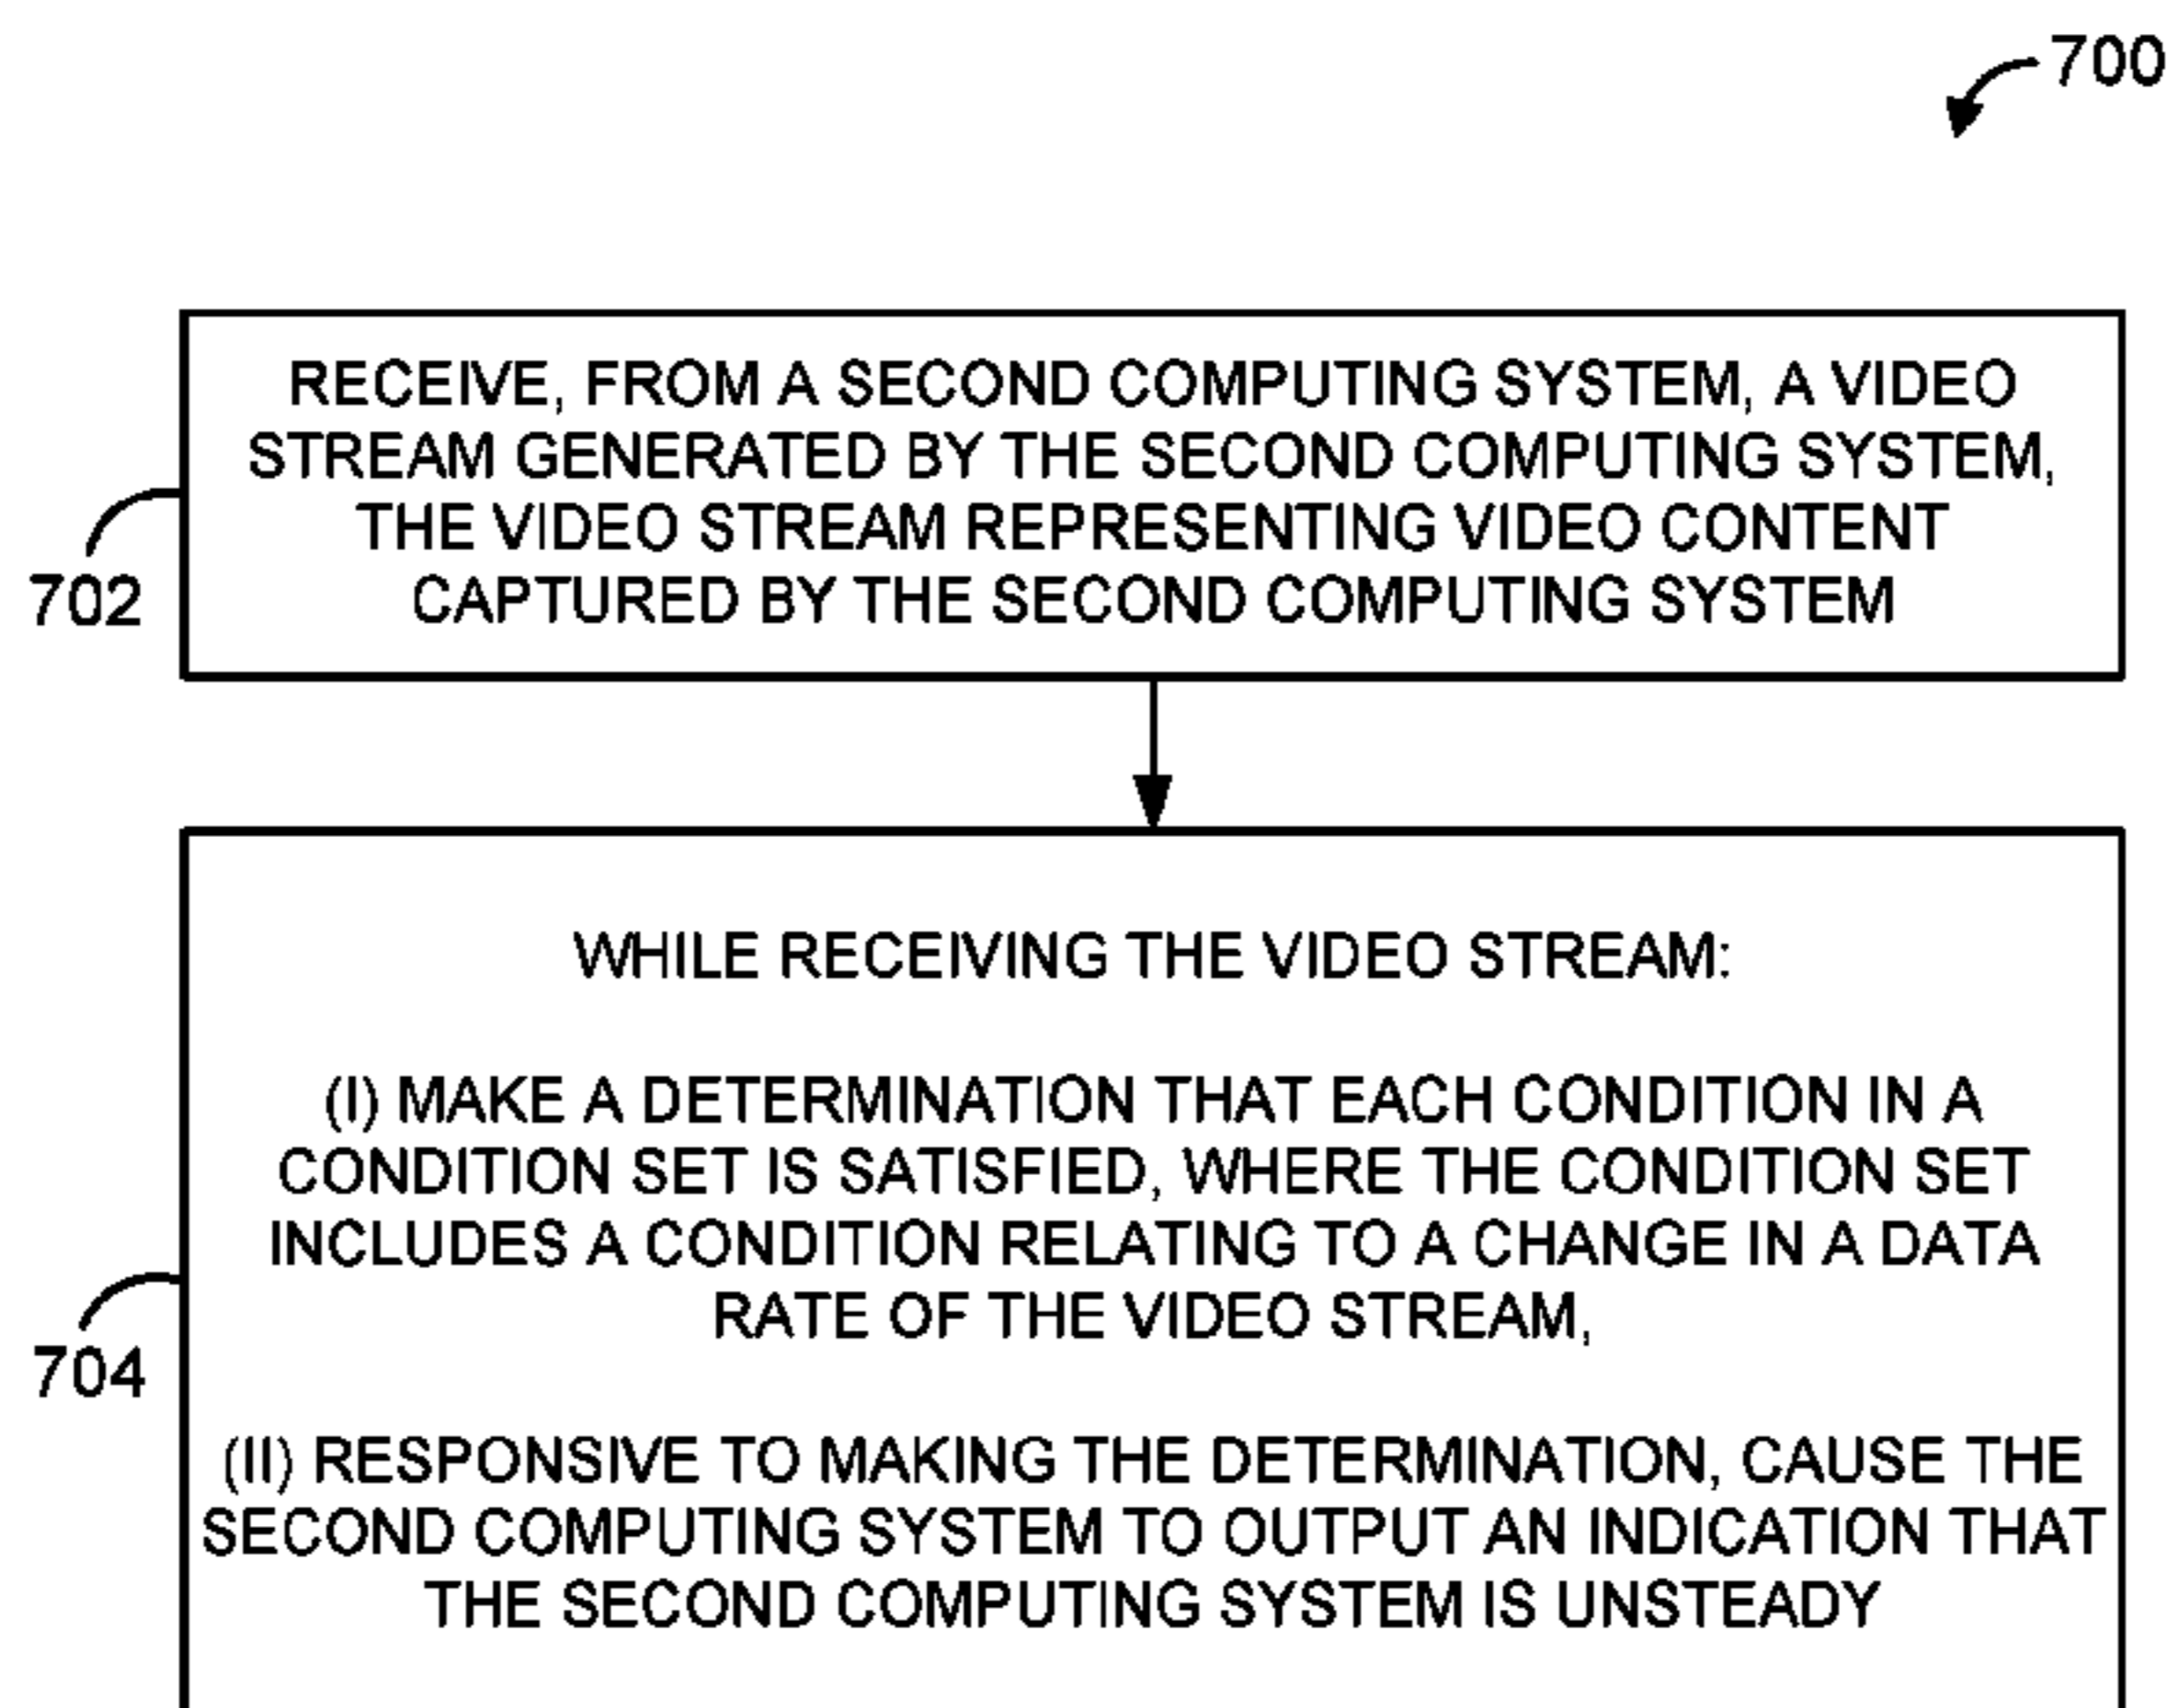 700
RECEIVE, FROM A SECOND COMPUTING SYSTEM, A VIDEO
STREAM GENERATED BY THE SECOND COMPUTING SYSTEM,
THE VIDEO STREAM REPRESENTING VIDEO CONTENT
CAPTURED BY THE SECOND COMPUTING SYSTEM
702
WHILE RECEIVING THE VIDEO STREAM:
(I) MAKE A DETERMINATION THAT EACH CONDITION IN A
CONDITION SET IS SATISFIED, WHERE THE CONDITION SET
INCLUDES A CONDITION RELATING TO A CHANGE IN A DATA
RATE OF THE VIDEO STREAM,
704
(II) RESPONSIVE TO MAKING THE DETERMINATION, CAUSE THE
SECOND COMPUTING SYSTEM TO OUTPUT AN INDICATION THAT
THE SECOND COMPUTING SYSTEM IS UNSTEADY